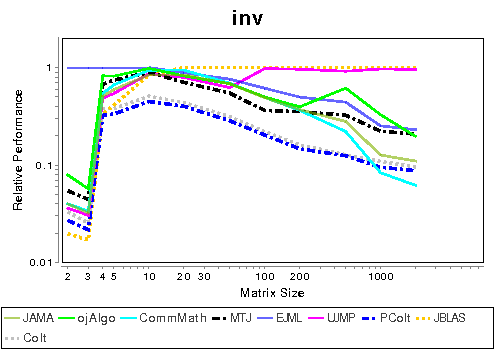 inv
Relative Performance
1
0.1
0.01
2 3 4 5 10 20 30 100 200 1000
Matrix Size
JAMA ojAlgo CommMath MTJ EJML UJMP PColt JBLAS
Colt